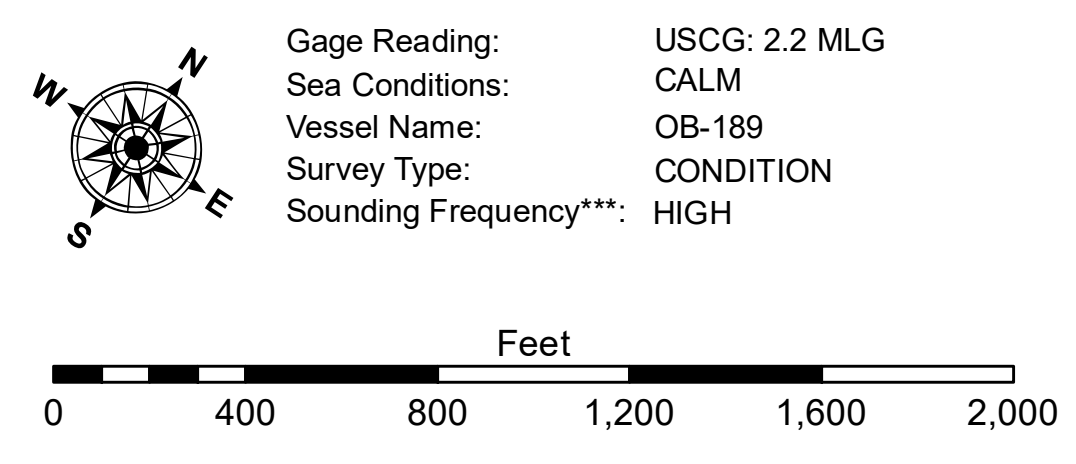 N
W
E
S
Gage Reading: USCG: 2.2 MLG
Sea Conditions: CALM
Vessel Name: OB-189
Survey Type: CONDITION
Sounding Frequency***: HIGH
Feet
0 400 800 1,200 1,600 2,000